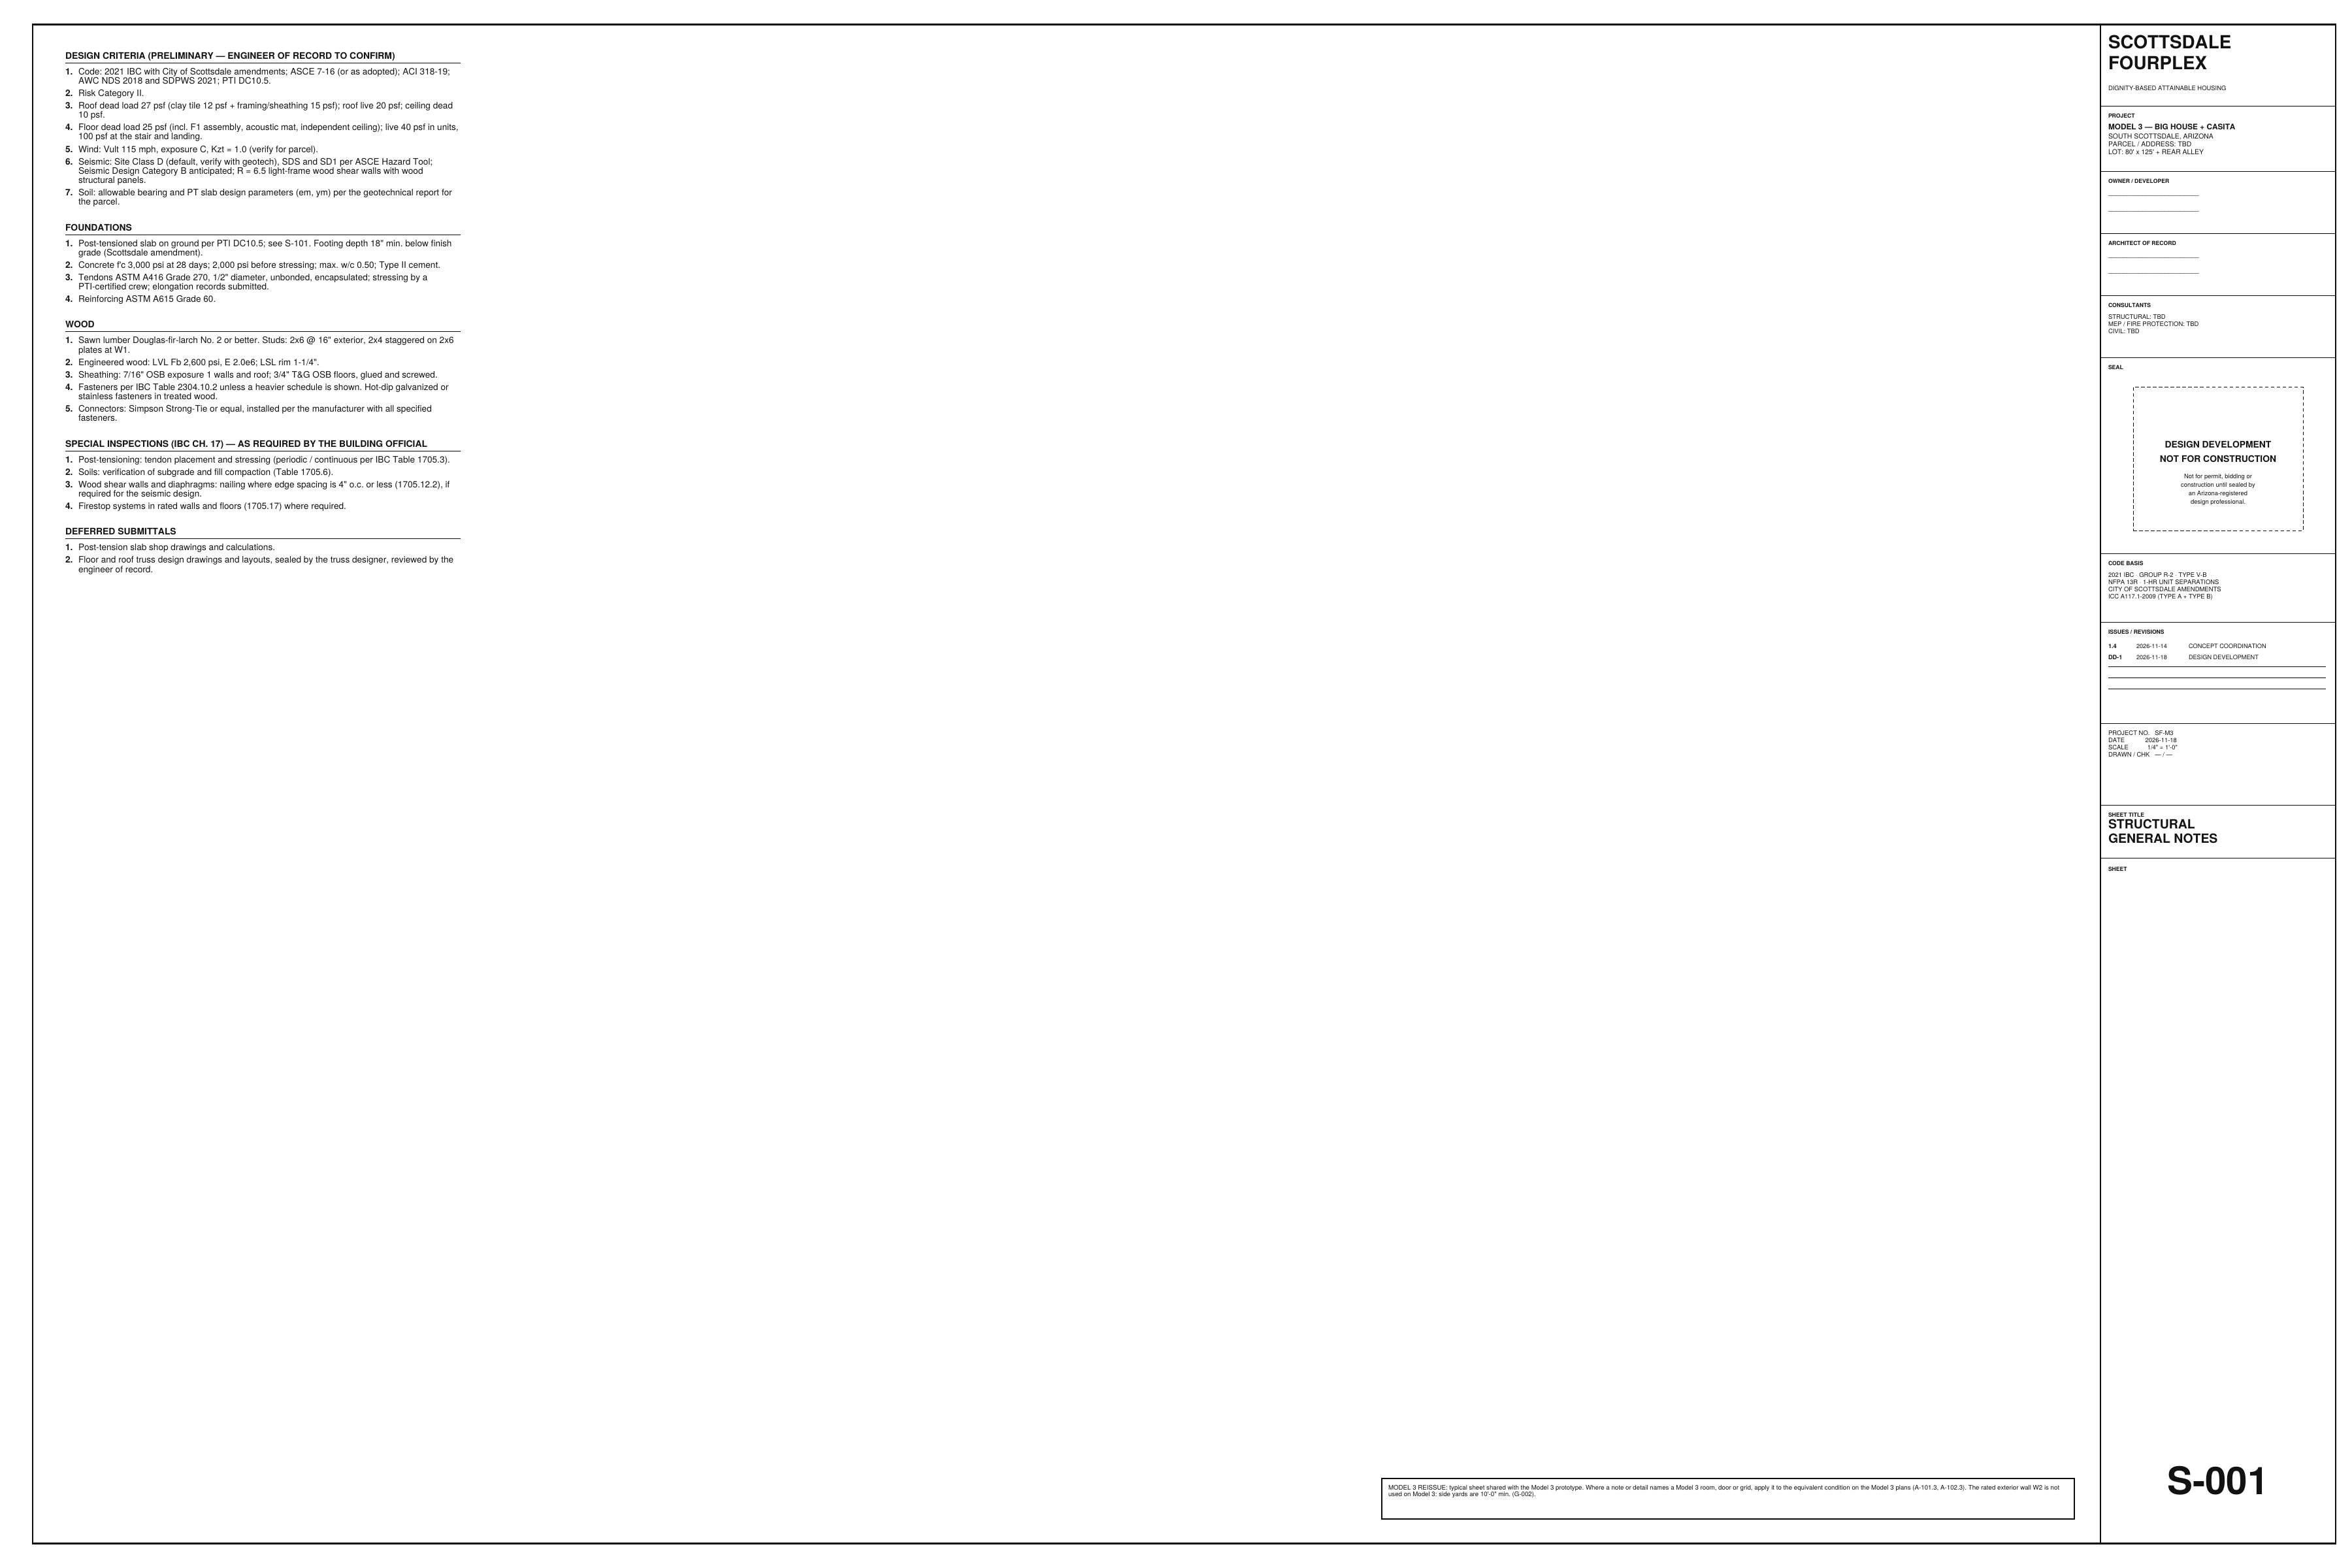 DESIGN CRITERIA (PRELIMINARY — ENGINEER OF RECORD TO CONFIRM)
1. Code: 2021 IBC with City of Scottsdale amendments; ASCE 7-16 (or as adopted); ACI 318-19;
AWC NDS 2018 and SDPWS 2021; PTI DC10.5.
2. Risk Category II.
3. Roof dead load 27 psf (clay tile 12 psf + framing/sheathing 15 psf); roof live 20 psf; ceiling dead
10 psf.
4. Floor dead load 25 psf (incl. F1 assembly, acoustic mat, independent ceiling); live 40 psf in units,
100 psf at the stair and landing.
5. Wind: Vult 115 mph, exposure C, Kzt = 1.0 (verify for parcel).
6. Seismic: Site Class D (default, verify with geotech), SDS and SD1 per ASCE Hazard Tool;
Seismic Design Category B anticipated; R = 6.5 light-frame wood shear walls with wood
structural panels.
7. Soil: allowable bearing and PT slab design parameters (em, ym) per the geotechnical report for
the parcel.
FOUNDATIONS
1. Post-tensioned slab on ground per PTI DC10.5; see S-101. Footing depth 18" min. below finish
grade (Scottsdale amendment).
2. Concrete f'c 3,000 psi at 28 days; 2,000 psi before stressing; max. w/c 0.50; Type II cement.
3. Tendons ASTM A416 Grade 270, 1/2" diameter, unbonded, encapsulated; stressing by a
PTI-certified crew; elongation records submitted.
4. Reinforcing ASTM A615 Grade 60.
WOOD
1. Sawn lumber Douglas-fir-larch No. 2 or better. Studs: 2x6 @ 16" exterior, 2x4 staggered on 2x6
plates at W1.
2. Engineered wood: LVL Fb 2,600 psi, E 2.0e6; LSL rim 1-1/4".
3. Sheathing: 7/16" OSB exposure 1 walls and roof; 3/4" T&G OSB floors, glued and screwed.
4. Fasteners per IBC Table 2304.10.2 unless a heavier schedule is shown. Hot-dip galvanized or
stainless fasteners in treated wood.
5. Connectors: Simpson Strong-Tie or equal, installed per the manufacturer with all specified
fasteners.
SPECIAL INSPECTIONS (IBC CH. 17) — AS REQUIRED BY THE BUILDING OFFICIAL
1. Post-tensioning: tendon placement and stressing (periodic / continuous per IBC Table 1705.3).
2. Soils: verification of subgrade and fill compaction (Table 1705.6).
3. Wood shear walls and diaphragms: nailing where edge spacing is 4" o.c. or less (1705.12.2), if
required for the seismic design.
4. Firestop systems in rated walls and floors (1705.17) where required.
DEFERRED SUBMITTALS
1. Post-tension slab shop drawings and calculations.
2. Floor and roof truss design drawings and layouts, sealed by the truss designer, reviewed by the
engineer of record.
MODEL 3 REISSUE: typical sheet shared with the Model 3 prototype. Where a note or detail names a Model 3 room, door or grid, apply it to the equivalent condition on the Model 3 plans (A-101.3, A-102.3). The rated exterior wall W2 is not
used on Model 3: side yards are 10'-0" min. (G-002).
SCOTTSDALE
FOURPLEX
DIGNITY-BASED ATTAINABLE HOUSING
PROJECT
MODEL 3 — BIG HOUSE + CASITA
SOUTH SCOTTSDALE, ARIZONA
PARCEL / ADDRESS: TBD
LOT: 80' x 125' + REAR ALLEY
OWNER / DEVELOPER
ARCHITECT OF RECORD
CONSULTANTS
STRUCTURAL: TBD
MEP / FIRE PROTECTION: TBD
CIVIL: TBD
SEAL
DESIGN DEVELOPMENT
NOT FOR CONSTRUCTION
Not for permit, bidding or
construction until sealed by
an Arizona-registered
design professional.
CODE BASIS
2021 IBC · GROUP R-2 · TYPE V-B
NFPA 13R · 1-HR UNIT SEPARATIONS
CITY OF SCOTTSDALE AMENDMENTS
ICC A117.1-2009 (TYPE A + TYPE B)
ISSUES / REVISIONS
1.4 2026-11-14 CONCEPT COORDINATION
DD-1 2026-11-18 DESIGN DEVELOPMENT
PROJECT NO. SF-M3
DATE 2026-11-18
SCALE 1/4" = 1'-0"
DRAWN / CHK — / —
SHEET TITLE
STRUCTURAL
GENERAL NOTES
SHEET
S-001